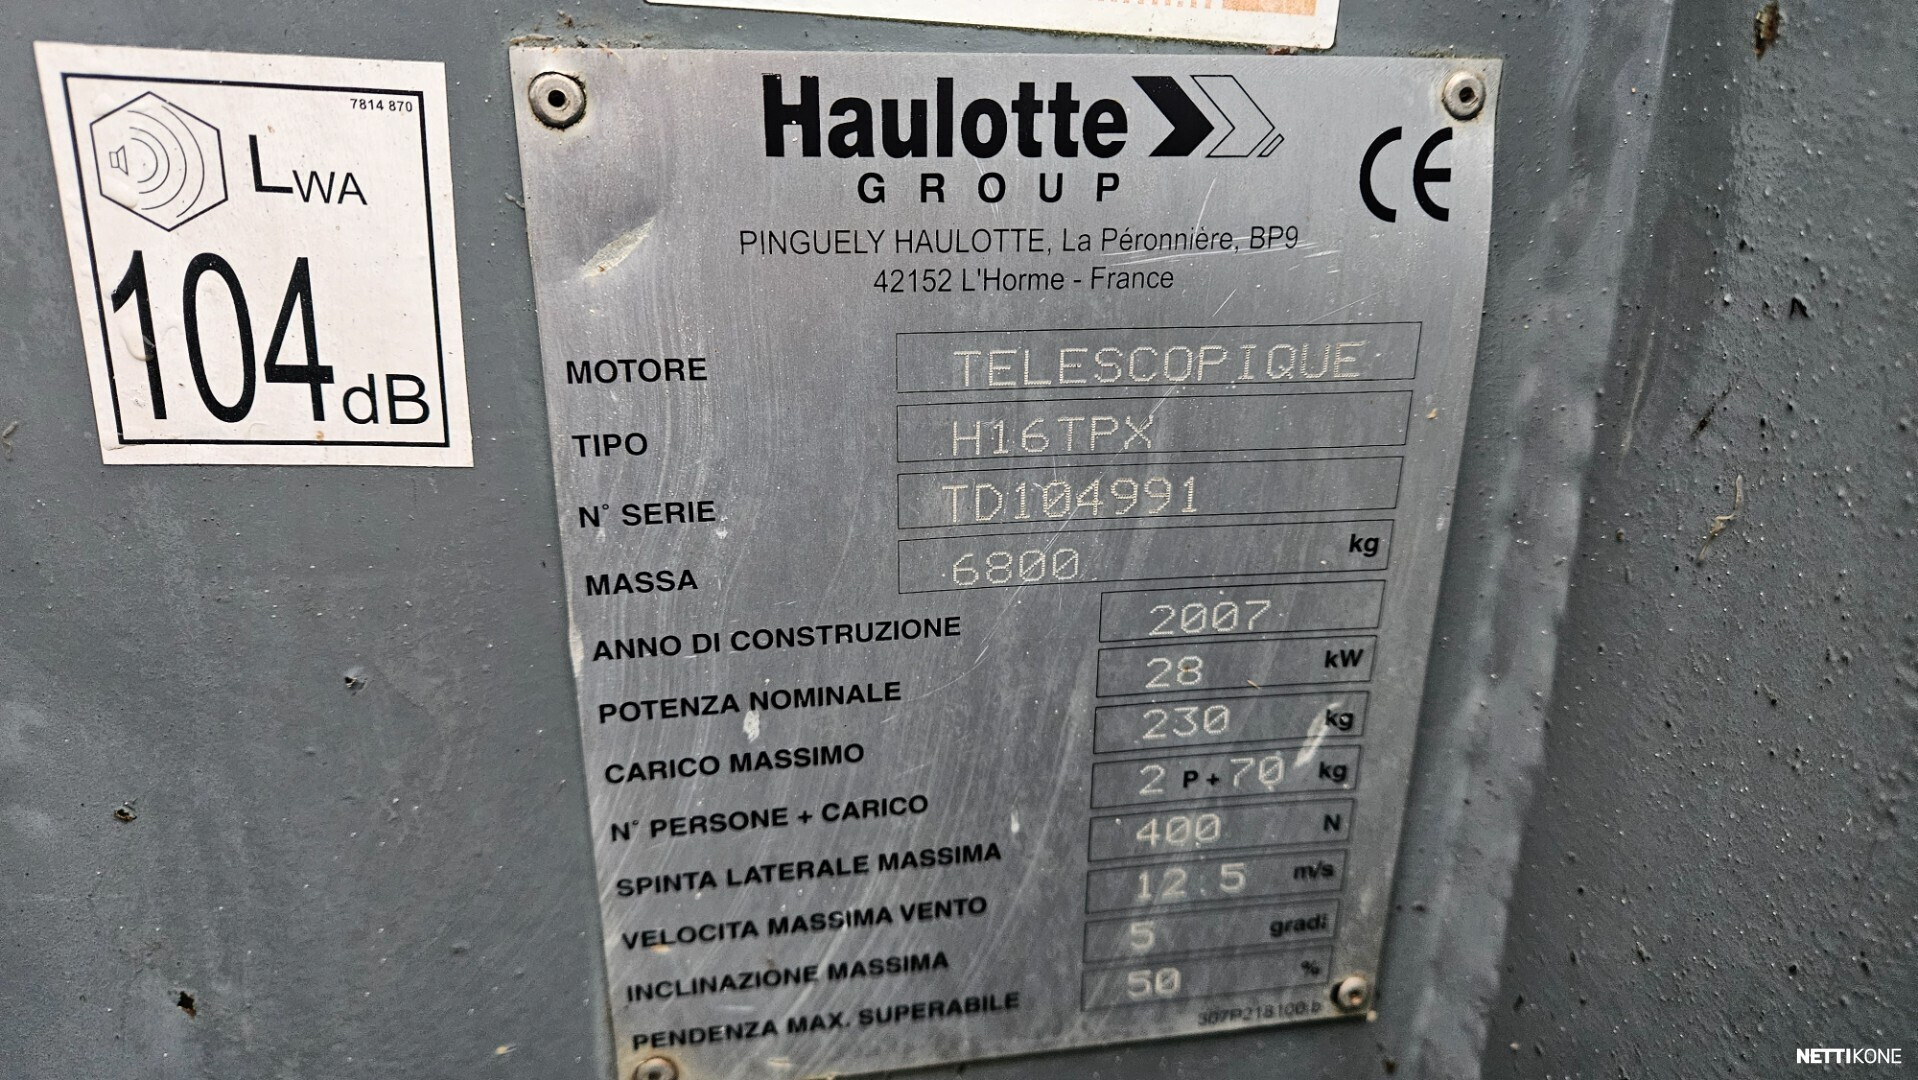 7814 870
LWA
104 dB
Haulotte
GROUP
CE
PINGUELY HAULOTTE, La Péronnière, BP9
42152 L'Horme - France
MOTORE TELESCOPIQUE
TIPO H16TPX
N° SERIE TD104991
MASSA 6800 kg
ANNO DI CONSTRUZIONE 2007
POTENZA NOMINALE 28 kW
CARICO MASSIMO 230 kg
N° PERSONE + CARICO 2 P + 70 kg
SPINTA LATERALE MASSIMA 400 N
VELOCITA MASSIMA VENTO 12.5 m/s
INCLINAZIONE MASSIMA 5 gradi
PENDENZA MAX. SUPERABILE 50 %
307P218100 b
NETTIKONE